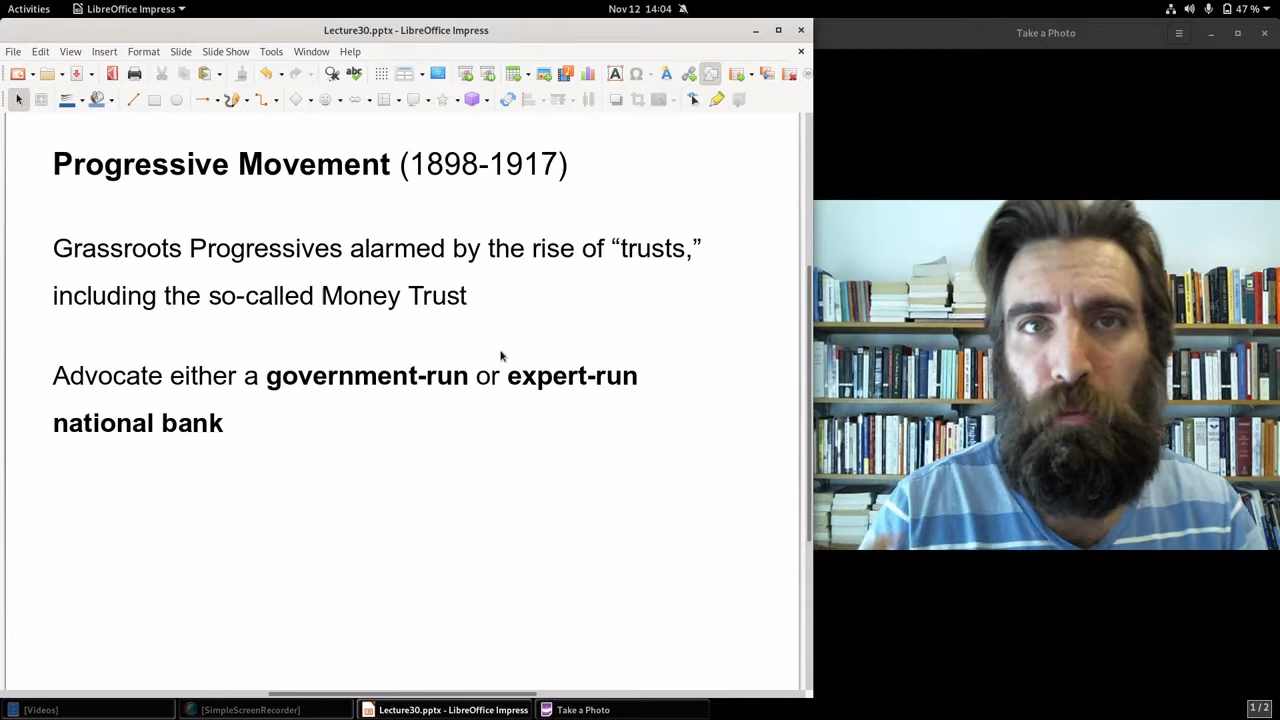 Activities LibreOffice Impress Nov 12 14:04 47 %
Lecture30.pptx - LibreOffice Impress
Take a Photo
File Edit View Insert Format Slide Slide Show Tools Window Help
Progressive Movement (1898-1917)
Grassroots Progressives alarmed by the rise of “trusts,”
including the so-called Money Trust
Advocate either a government-run or expert-run
national bank
[Videos] [SimpleScreenRecorder] Lecture30.pptx - LibreOffice Impress Take a Photo 1/2